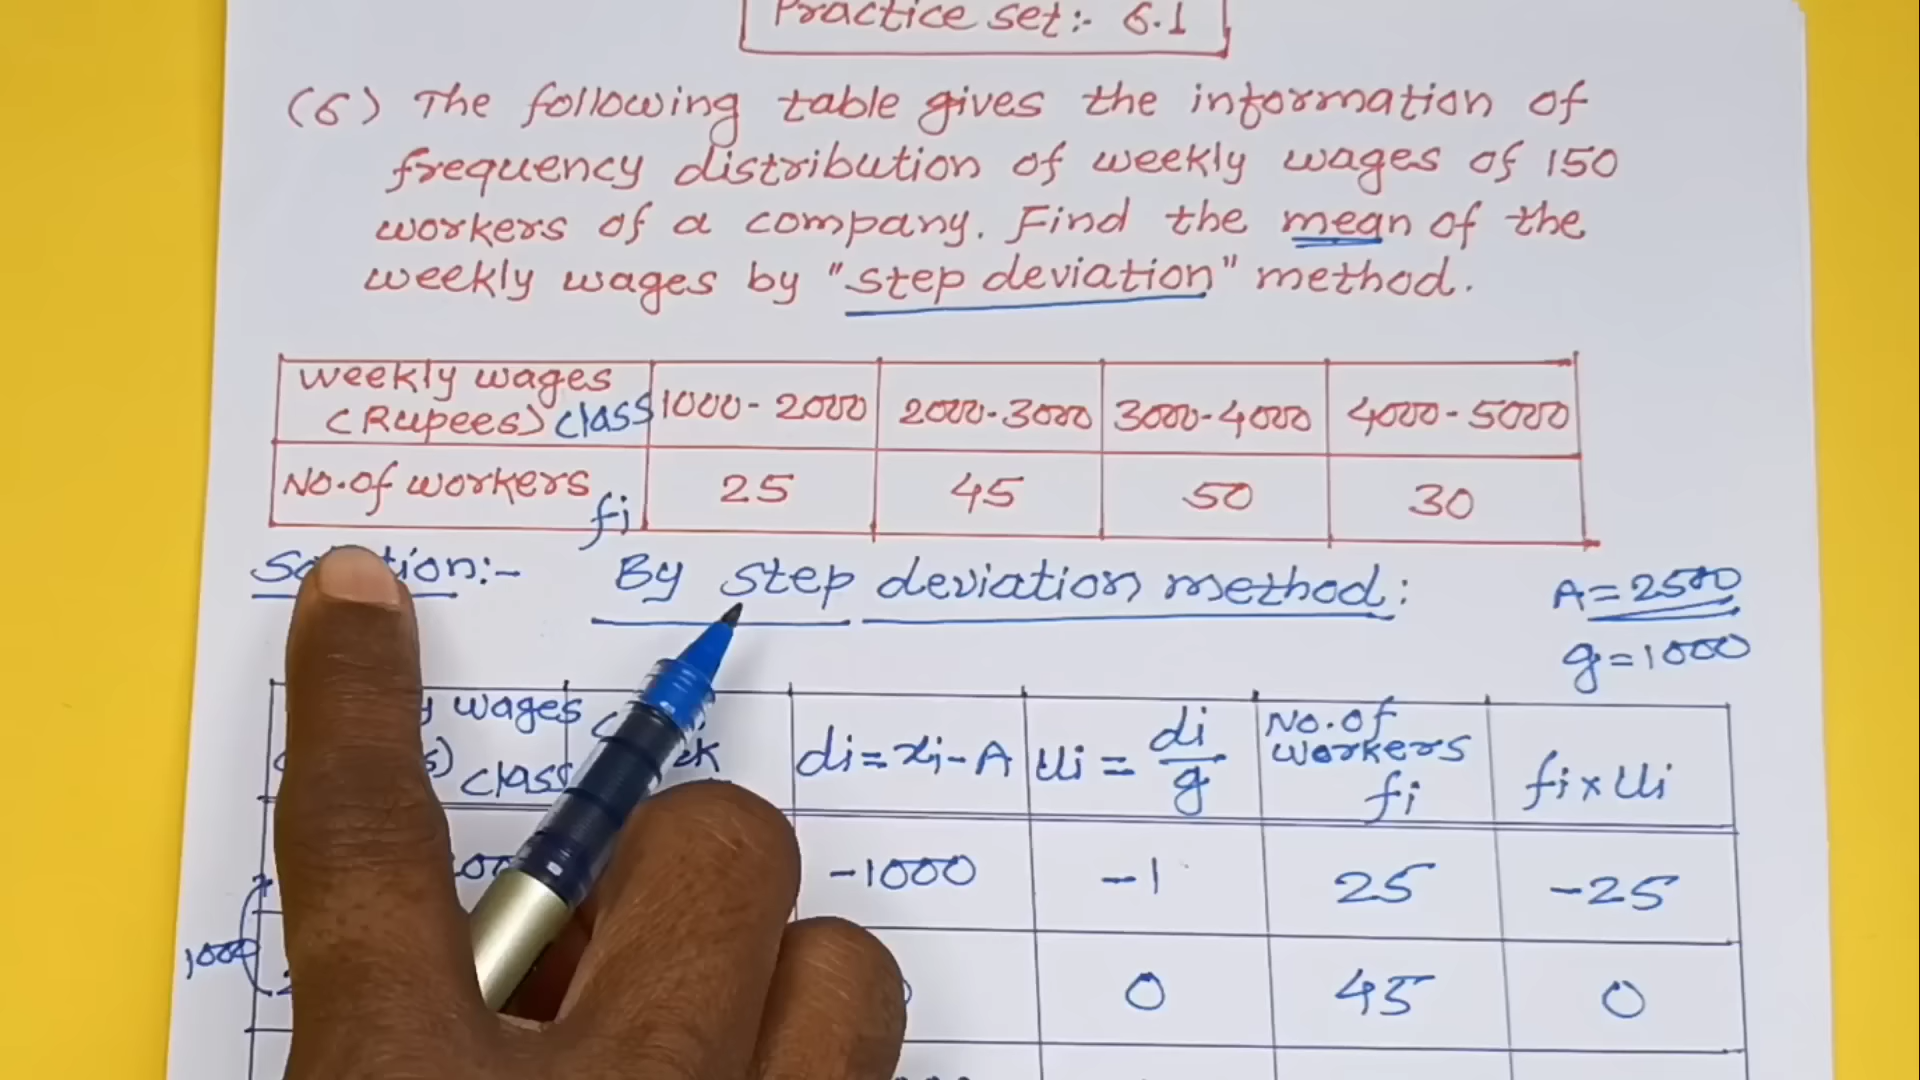 Practice set:- 6.1
(6) The following table gives the information of
frequency distribution of weekly wages of 150
workers of a company. Find the mean of the
weekly wages by "step deviation" method.
weekly wages
(Rupees) class 1000-2000 2000-3000 3000-4000 4000-5000
No.of workers fi 25 45 50 30
By step deviation method:
A=2500
g=1000
wages di=xi-A ui=di/g No.of workers fi fi×ui
class
-1000 -1 25 -25
1000
0 45 0